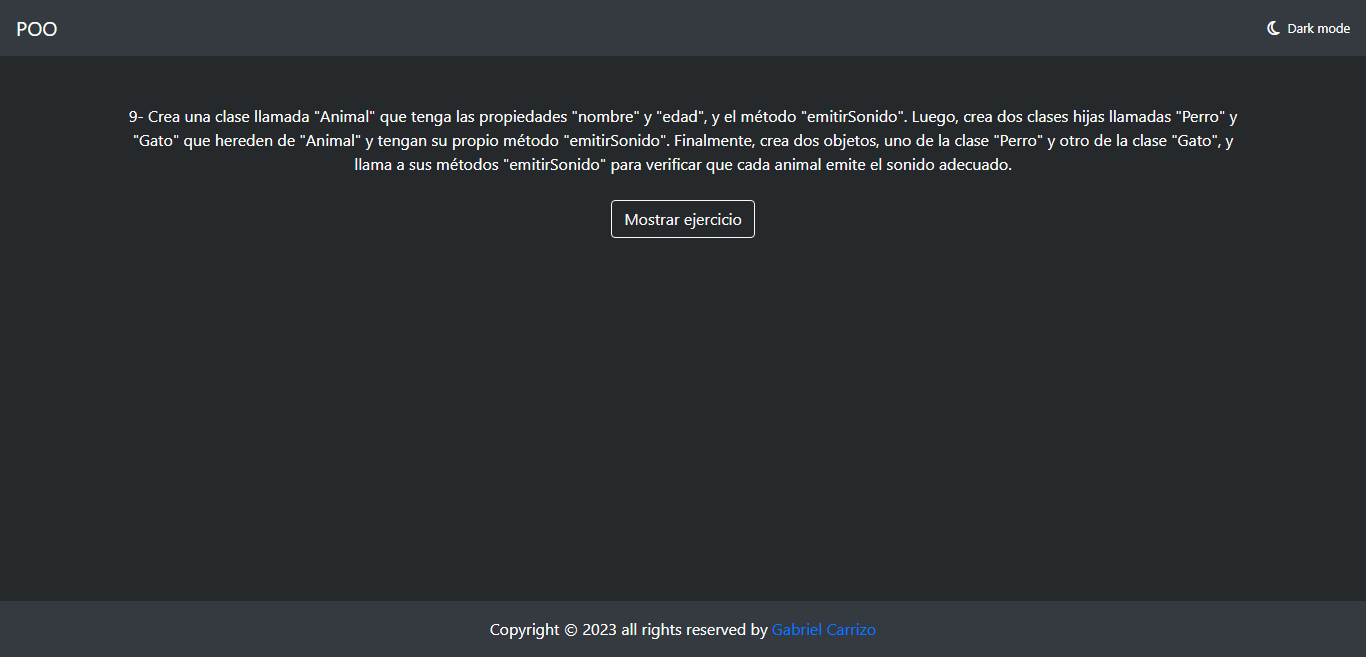 POO
Dark mode
9- Crea una clase llamada "Animal" que tenga las propiedades "nombre" y "edad", y el método "emitirSonido". Luego, crea dos clases hijas llamadas "Perro" y
"Gato" que hereden de "Animal" y tengan su propio método "emitirSonido". Finalmente, crea dos objetos, uno de la clase "Perro" y otro de la clase "Gato", y
llama a sus métodos "emitirSonido" para verificar que cada animal emite el sonido adecuado.
Mostrar ejercicio
Copyright © 2023 all rights reserved by Gabriel Carrizo